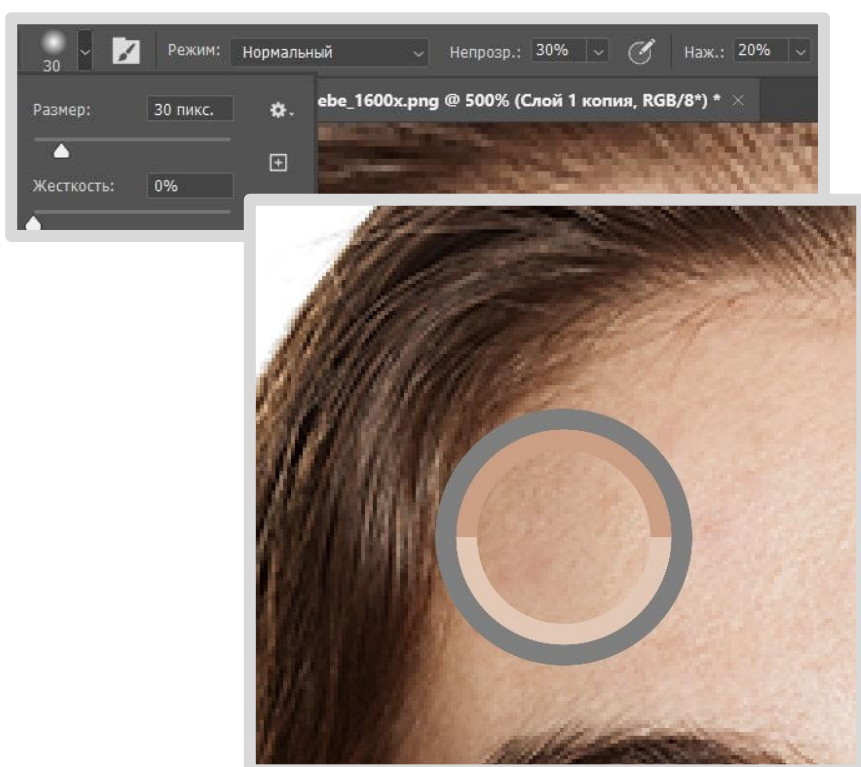 30
Режим: Нормальный Непрозр.: 30% Наж.: 20%
Размер: 30 пикс.
ebe_1600x.png @ 500% (Слой 1 копия, RGB/8*) * ×
Жесткость: 0%